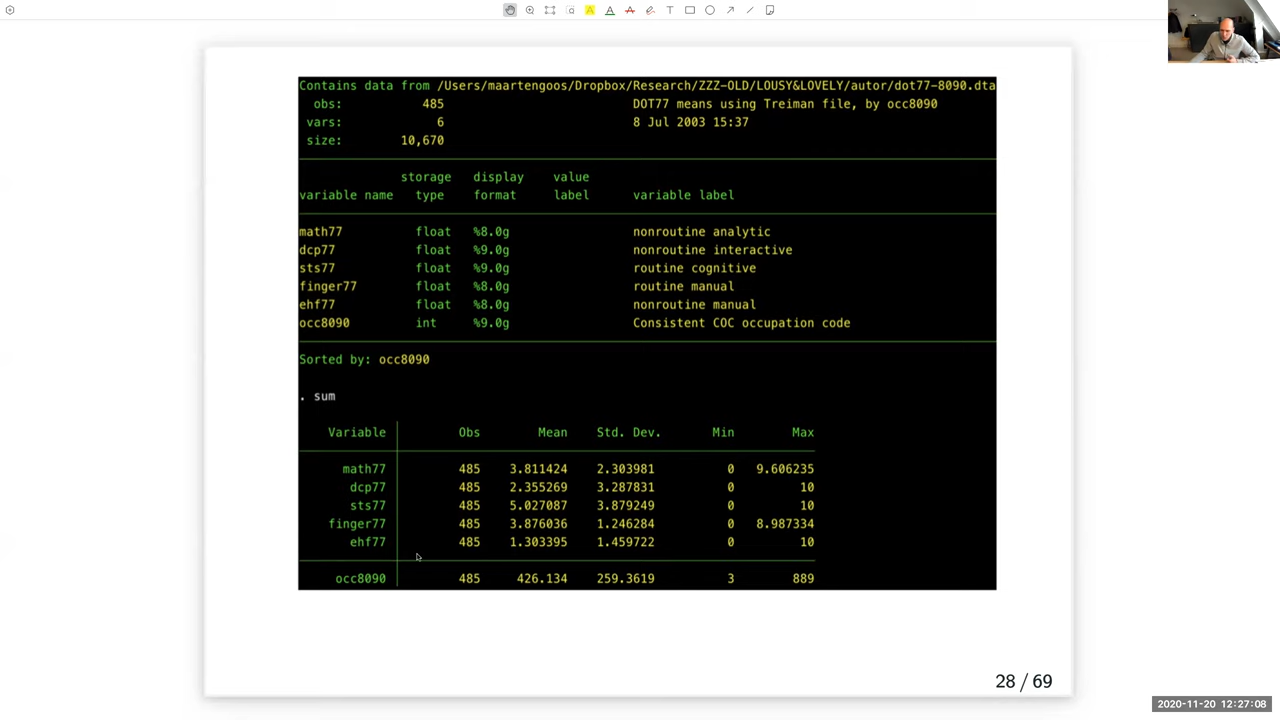 Contains data from /Users/maartengoos/Dropbox/Research/ZZZ-OLD/LOUSY&LOVELY/autor/dot77-8090.dta
obs: 485 DOT77 means using Treiman file, by occ8090
vars: 6 8 Jul 2003 15:37
size: 10,670
storage display value
variable name type format label variable label
math77 float %8.0g nonroutine analytic
dcp77 float %9.0g nonroutine interactive
sts77 float %9.0g routine cognitive
finger77 float %8.0g routine manual
ehf77 float %8.0g nonroutine manual
occ8090 int %9.0g Consistent COC occupation code
Sorted by: occ8090
. sum
Variable Obs Mean Std. Dev. Min Max
math77 485 3.811424 2.303981 0 9.606235
dcp77 485 2.355269 3.287831 0 10
sts77 485 5.027087 3.879249 0 10
finger77 485 3.876036 1.246284 0 8.987334
ehf77 485 1.303395 1.459722 0 10
occ8090 485 426.134 259.3619 3 889
28 / 69
2020-11-20 12:27:08